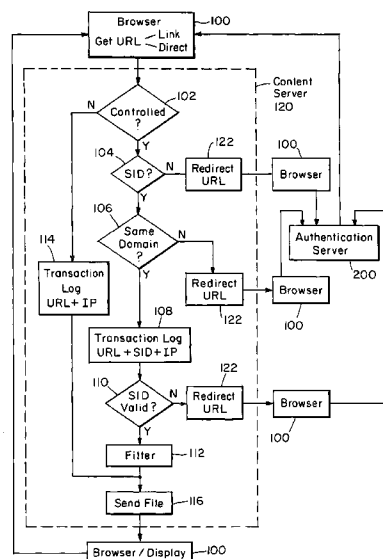 Browser
Get URL Link
Direct
100
Content
Server
120
Controlled
?
102
N
Y
104
SID?
N
Y
122
Redirect
URL
100
Browser
106
Same
Domain
?
N
Y
Authentication
Server
200
114
Transaction
Log
URL+ IP
Redirect
URL
122
Browser
100
108
Transaction Log
URL+SID+IP
110
SID
Valid?
N
Y
122
Redirect
URL
Browser
100
Filter
112
Send File
116
Browser / Display
100